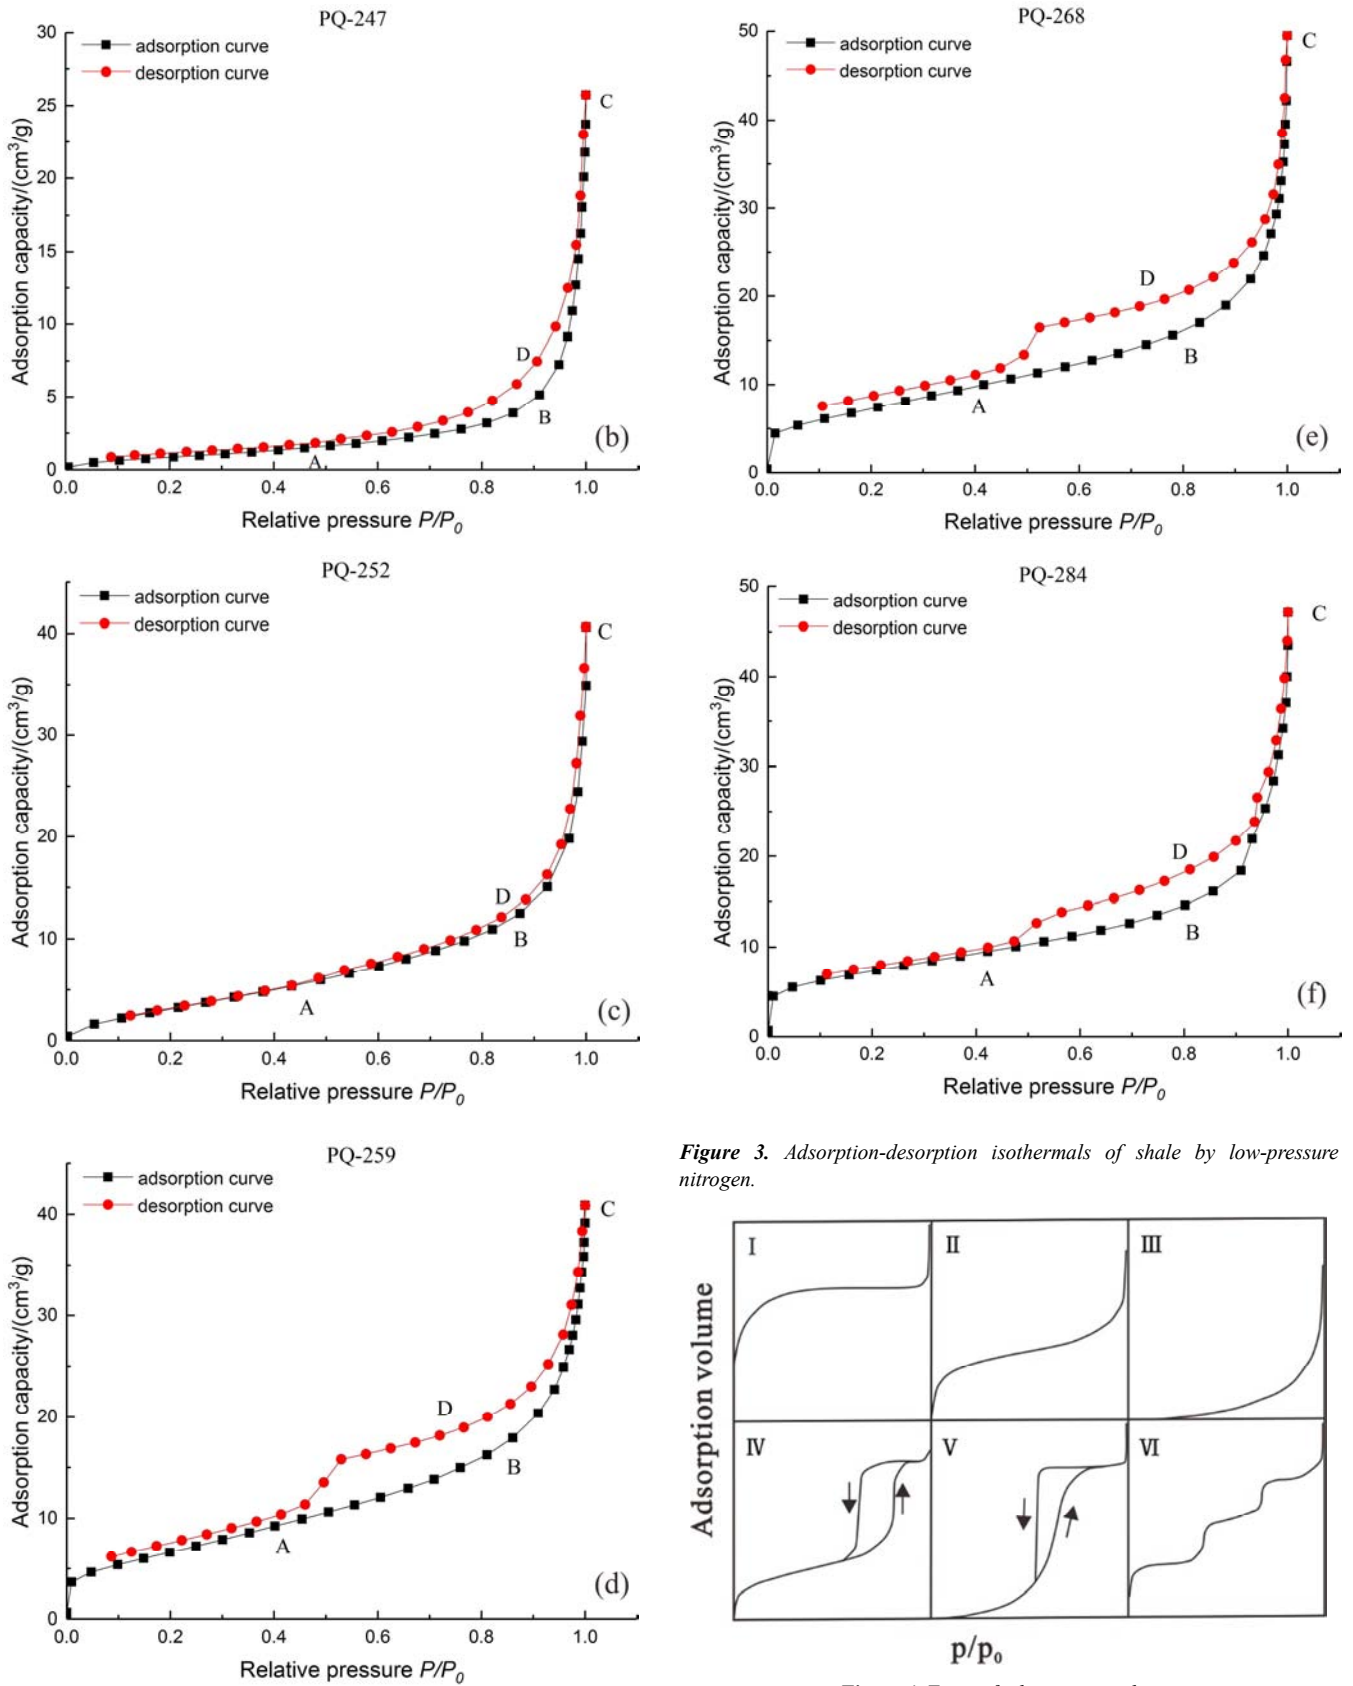 PQ-247
30
25
20
15
10
5
0
adsorption curve
desorption curve
Adsorption capacity/(cm³/g)
C
D
B
A
(b)
0.0 0.2 0.4 0.6 0.8 1.0
Relative pressure P/P₀
PQ-252
40
30
20
10
0
adsorption curve
desorption curve
Adsorption capacity/(cm³/g)
C
D
B
A
(c)
0.0 0.2 0.4 0.6 0.8 1.0
Relative pressure P/P₀
PQ-259
40
30
20
10
0
adsorption curve
desorption curve
Adsorption capacity/(cm³/g)
C
D
B
A
(d)
0.0 0.2 0.4 0.6 0.8 1.0
Relative pressure P/P₀
PQ-268
50
40
30
20
10
0
adsorption curve
desorption curve
Adsorption capacity/(cm³/g)
C
D
B
A
(e)
0.0 0.2 0.4 0.6 0.8 1.0
Relative pressure P/P₀
PQ-284
50
40
30
20
10
0
adsorption curve
desorption curve
Adsorption capacity/(cm³/g)
C
D
B
A
(f)
0.0 0.2 0.4 0.6 0.8 1.0
Relative pressure P/P₀
Figure 3. Adsorption-desorption isothermals of shale by low-pressure
nitrogen.
Adsorption volume
I II III
IV V VI
p/p₀